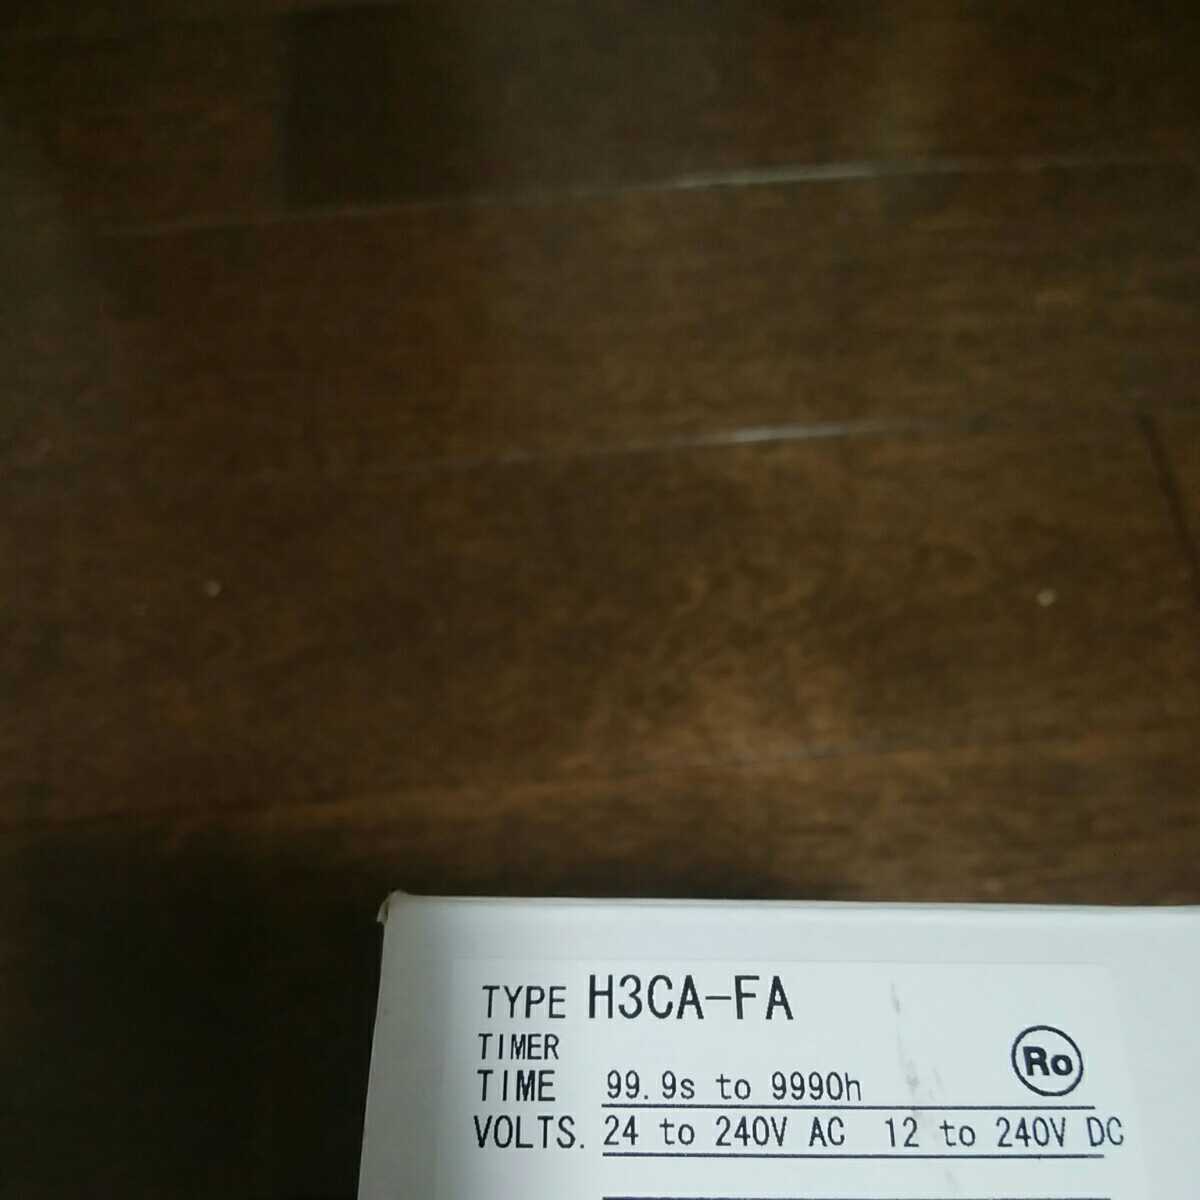 TYPE H3CA-FA
TIMER
TIME 99.9s to 9990h
Ro
VOLTS. 24 to 240V AC 12 to 240V DC